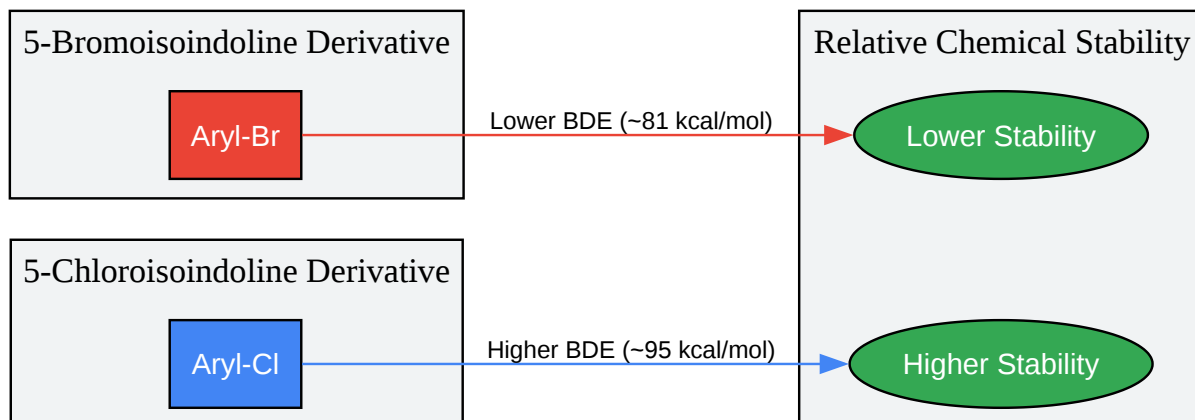 5-Bromoisoindoline Derivative
Relative Chemical Stability
Aryl-Br
Lower BDE (~81 kcal/mol)
Lower Stability
5-Chloroisoindoline Derivative
Aryl-Cl
Higher BDE (~95 kcal/mol)
Higher Stability